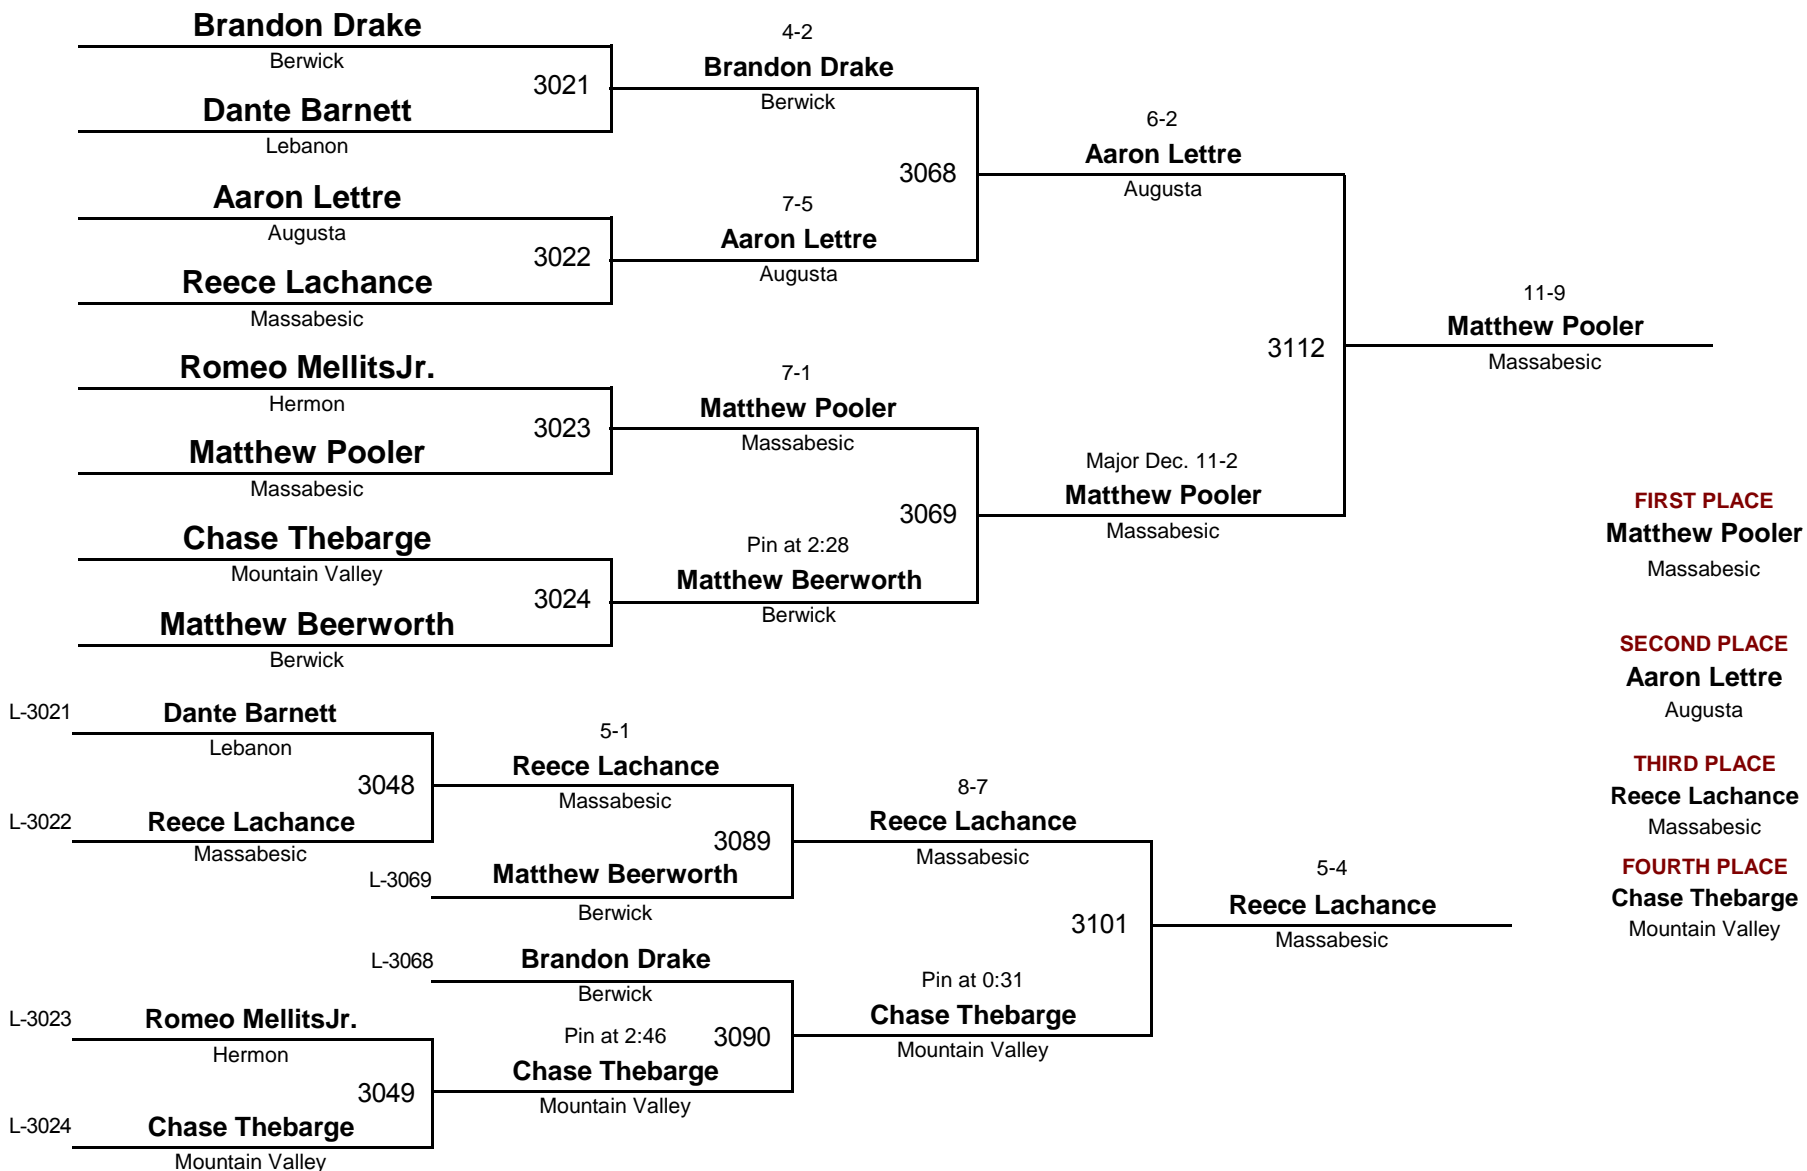 Brandon Drake
Berwick
3021
Dante Barnett
Lebanon
4-2
Brandon Drake
Berwick
Aaron Lettre
Augusta
3022
Reece Lachance
Massabesic
7-5
Aaron Lettre
Augusta
3068
6-2
Aaron Lettre
Augusta
Romeo MellitsJr.
Hermon
3023
Matthew Pooler
Massabesic
7-1
Matthew Pooler
Massabesic
Chase Thebarge
Mountain Valley
3024
Matthew Beerworth
Berwick
Pin at 2:28
Matthew Beerworth
Berwick
3069
Major Dec. 11-2
Matthew Pooler
Massabesic
3112
11-9
Matthew Pooler
Massabesic
FIRST PLACE
Matthew Pooler
Massabesic
SECOND PLACE
Aaron Lettre
Augusta
THIRD PLACE
Reece Lachance
Massabesic
FOURTH PLACE
Chase Thebarge
Mountain Valley
L-3021
Dante Barnett
Lebanon
3048
L-3022
Reece Lachance
Massabesic
5-1
Reece Lachance
Massabesic
3089
L-3069
Matthew Beerworth
Berwick
8-7
Reece Lachance
Massabesic
L-3068
Brandon Drake
Berwick
3090
L-3023
Romeo MellitsJr.
Hermon
3049
L-3024
Chase Thebarge
Mountain Valley
Pin at 2:46
Chase Thebarge
Mountain Valley
Pin at 0:31
Chase Thebarge
Mountain Valley
3101
5-4
Reece Lachance
Massabesic